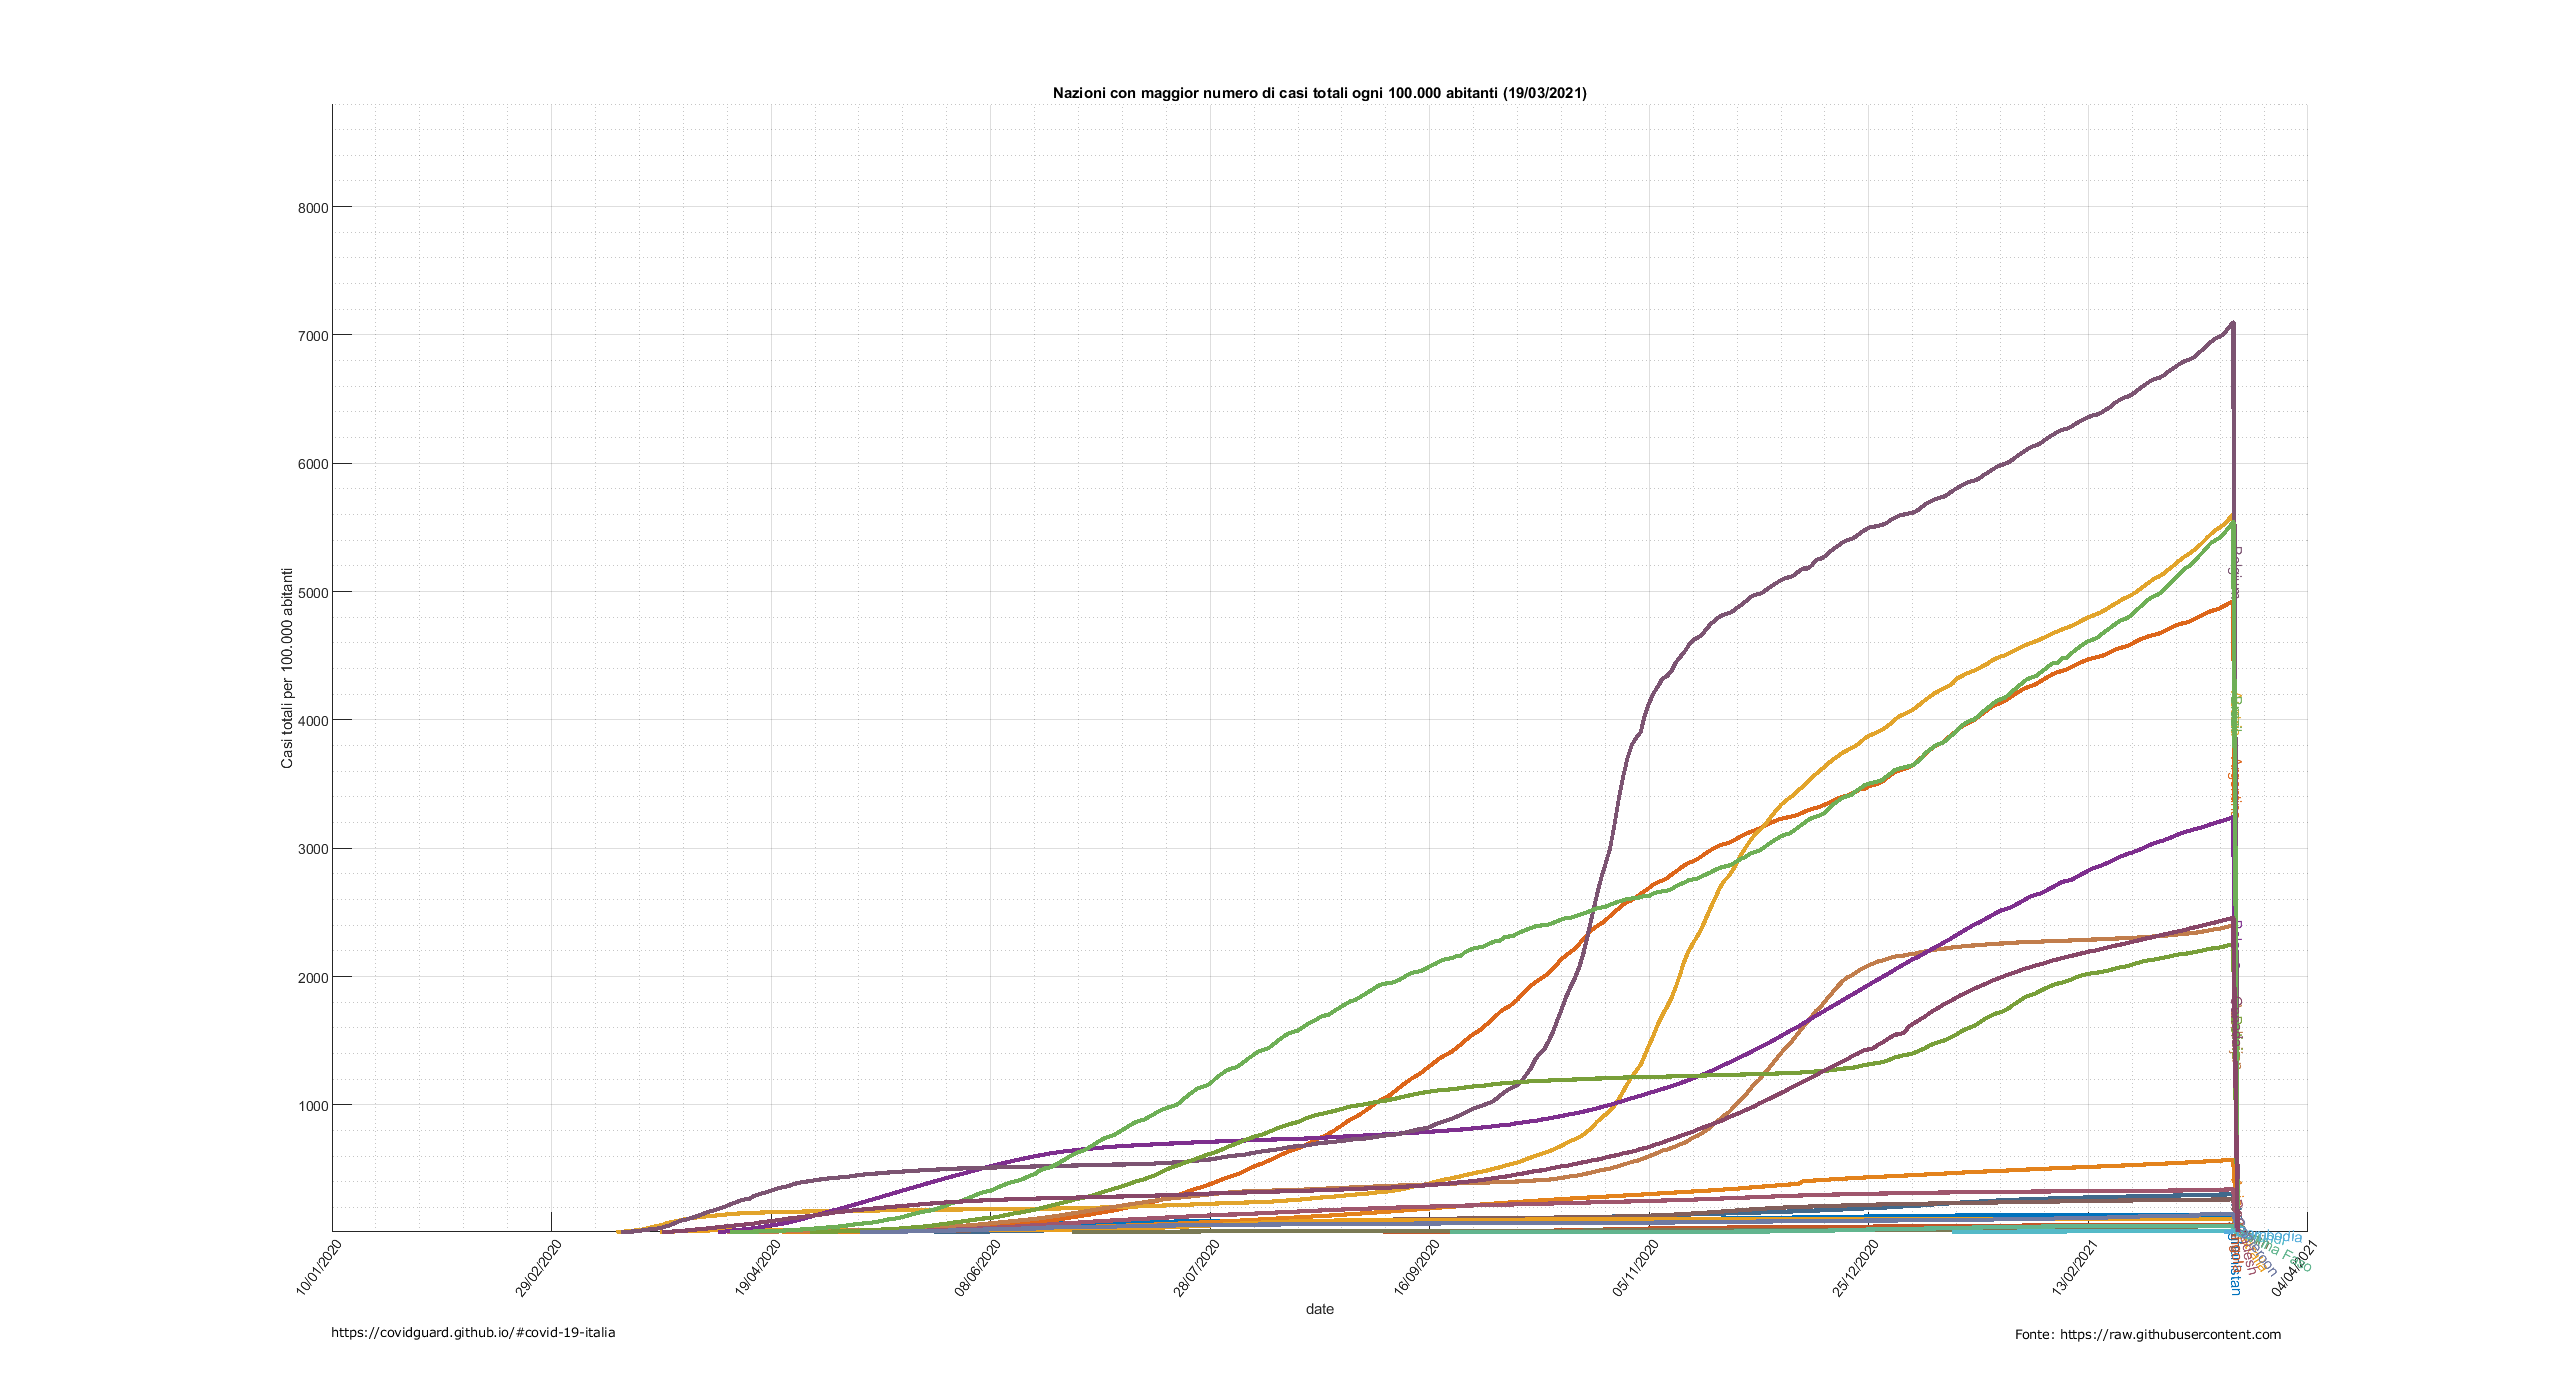 Nazioni con maggior numero di casi totali ogni 100.000 abitanti (19/03/2021)
Casi totali per 100.000 abitanti
8000
7000
6000
5000
4000
3000
2000
1000
10/01/2020
29/02/2020
19/04/2020
08/06/2020
28/07/2020
16/09/2020
05/11/2020
25/12/2020
13/02/2021
04/04/2021
date
Belgium
Argentina
https://covidguard.github.io/#covid-19-italia
Fonte: https://raw.githubusercontent.com